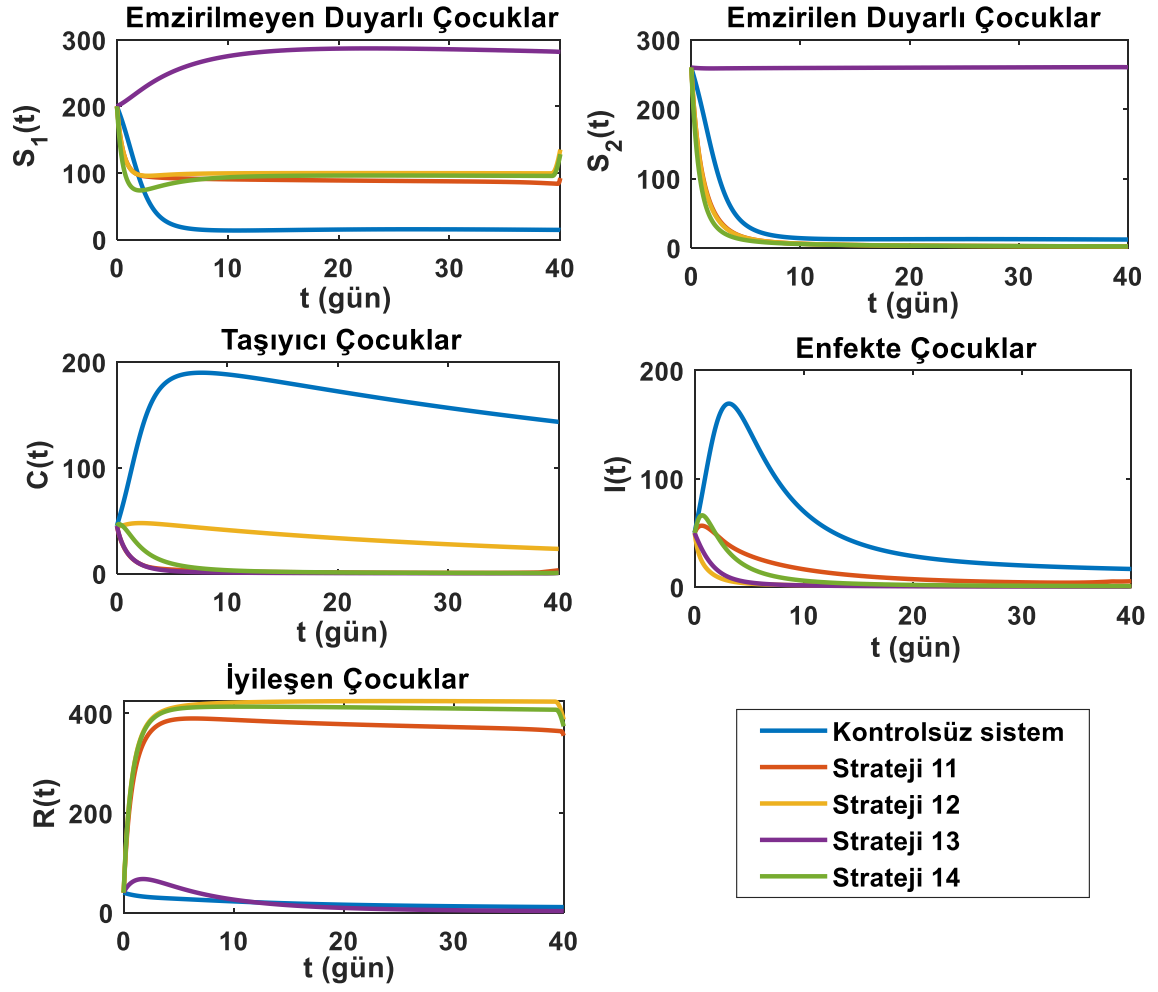 Emzirilmeyen Duyarlı Çocuklar
300
200
100
0
S1(t)
0 10 20 30 40
t (gün)
Emzirilen Duyarlı Çocuklar
300
200
100
0
S2(t)
0 10 20 30 40
t (gün)
Taşıyıcı Çocuklar
200
100
0
C(t)
0 10 20 30 40
t (gün)
Enfekte Çocuklar
200
100
0
I(t)
0 10 20 30 40
t (gün)
İyileşen Çocuklar
400
200
0
R(t)
0 10 20 30 40
t (gün)
Kontrolsüz sistem
Strateji 11
Strateji 12
Strateji 13
Strateji 14